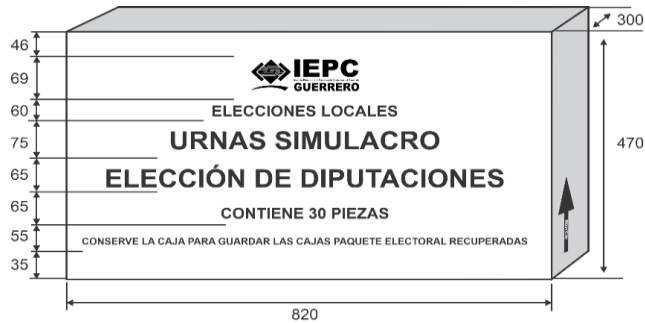 300
46
69
60
75
65
65
55
35
IEPC
GUERRERO
ELECCIONES LOCALES
URNAS SIMULACRO
ELECCIÓN DE DIPUTACIONES
CONTIENE 30 PIEZAS
CONSERVE LA CAJA PARA GUARDAR LAS CAJAS PAQUETE ELECTORAL RECUPERADAS
470
820